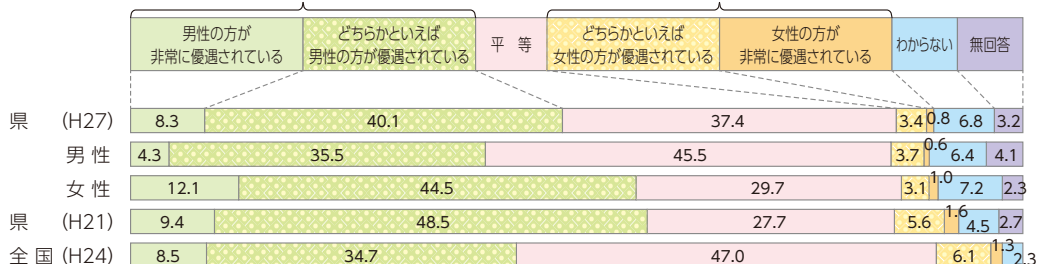 男性の方が
非常に優遇されている
どちらかといえば
男性の方が優遇されている
平 等
どちらかといえば
女性の方が優遇されている
女性の方が
非常に優遇されている
わからない
無回答
県 (H27) 8.3 40.1 37.4 3.4 0.8 6.8 3.2
男 性 4.3 35.5 45.5 3.7 0.6 6.4 4.1
女 性 12.1 44.5 29.7 3.1 1.0 7.2 2.3
県 (H21) 9.4 48.5 27.7 5.6 1.6 4.5 2.7
全 国 (H24) 8.5 34.7 47.0 6.1 1.3 2.3